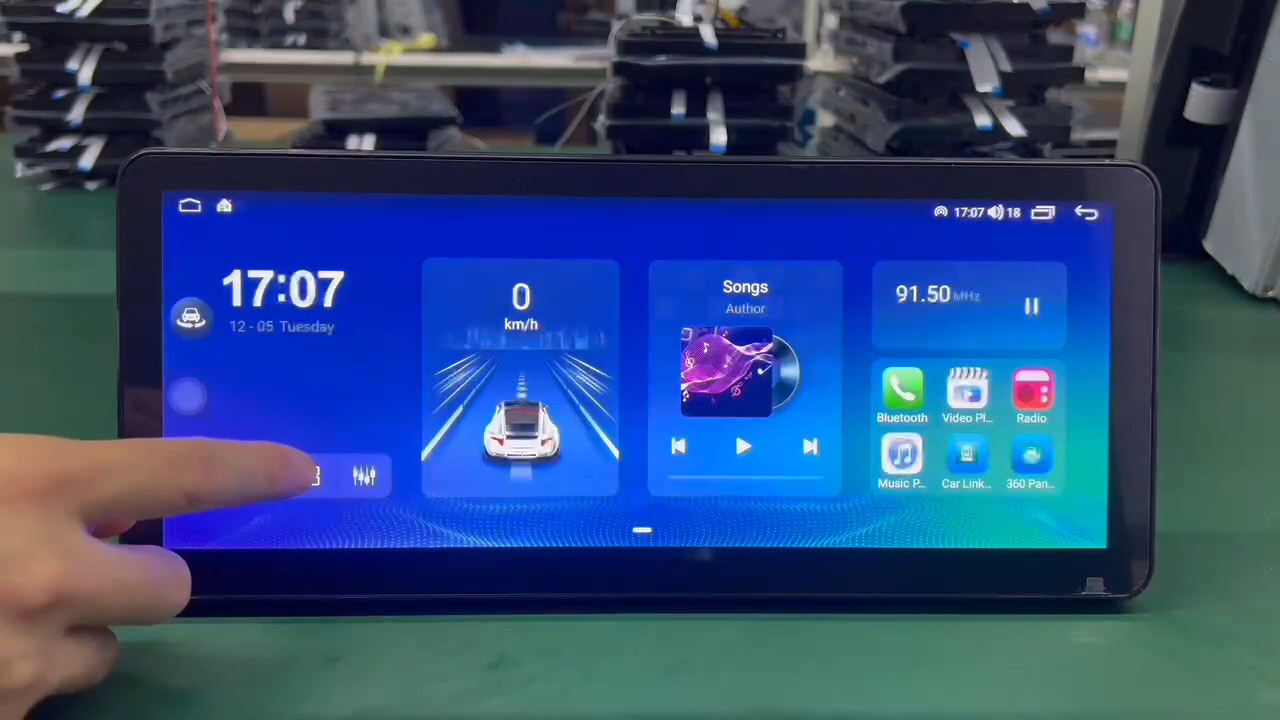 17:07 18
17:07
12-05 Tuesday
0
km/h
Songs
Author
91.50 MHz
Bluetooth Video Pl... Radio
Music P... Car Link... 360 Pan...